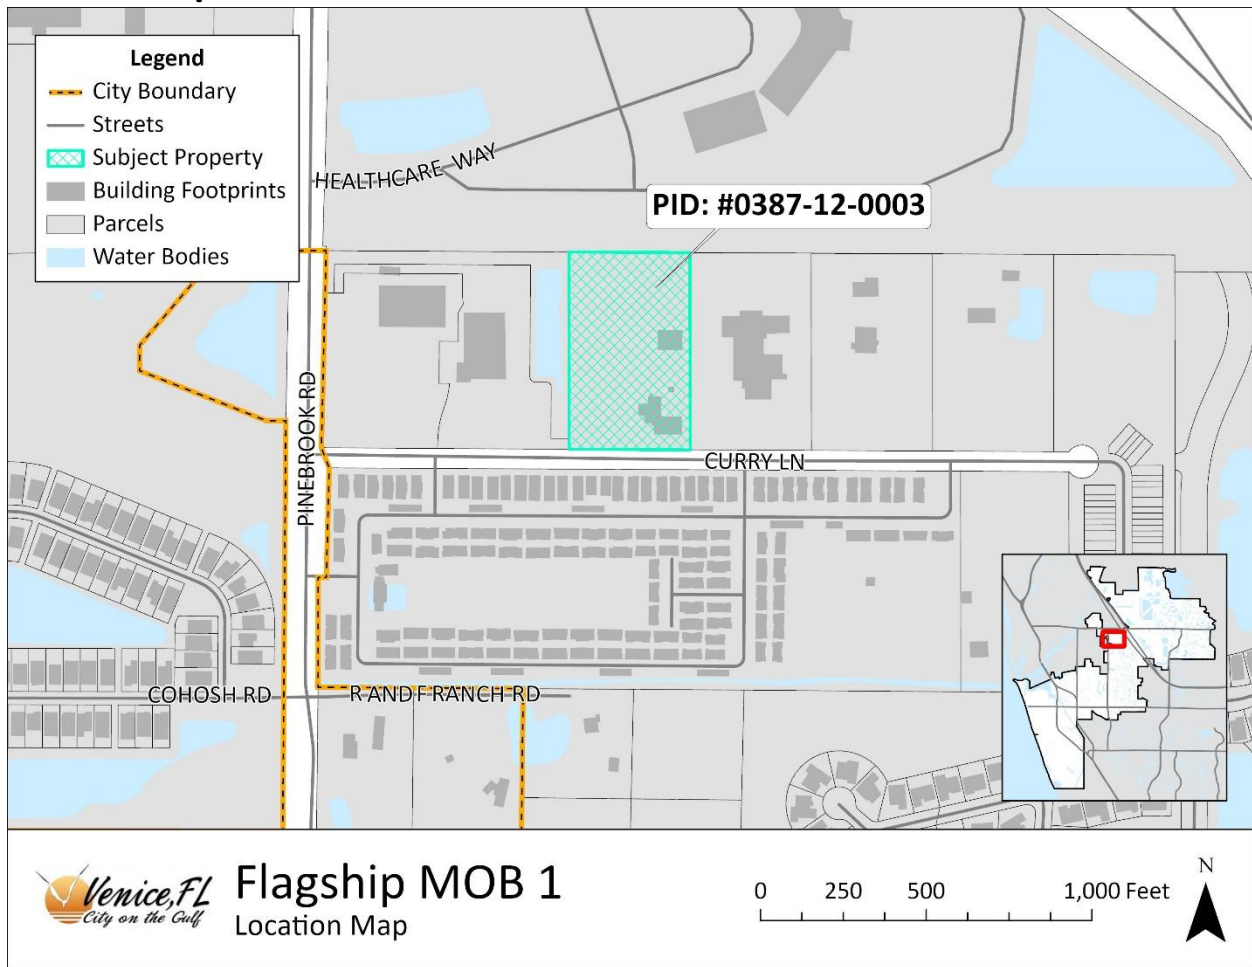 Legend
City Boundary
Streets
Subject Property
Building Footprints
Parcels
Water Bodies
HEALTHCARE WAY
PID: #0387-12-0003
PINEBROOK RD
CURRY LN
COHOSH RD
R AND F RANCH RD
Venice, FL
City on the Gulf
Flagship MOB 1
Location Map
0 250 500 1,000 Feet
N